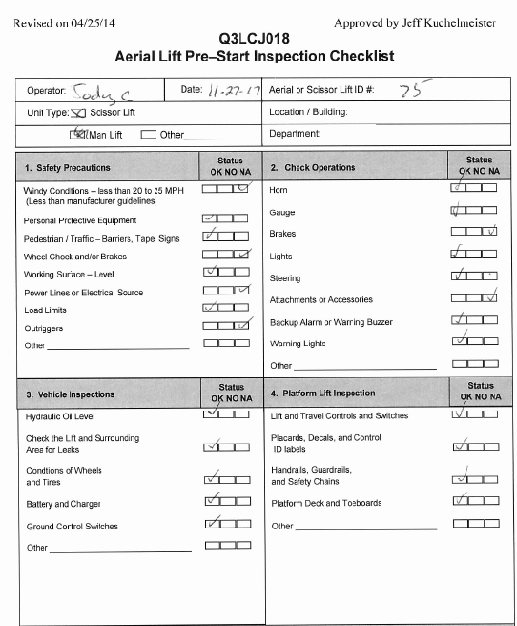 Revised on 04/25/14 Approved by Jeff Kuchelmeister
Q3LCJ018
Aerial Lift Pre–Start Inspection Checklist
Operator: Date: 11-22-17 Aerial or Scissor Lift ID #: 75
Unit Type: Scissor Lift Location / Building:
Man Lift Other Department
1. Safety Precautions Status OK NO NA
Windy Conditions – less than 20 to 25 MPH
(Less than manufacturer guidelines
Personal Protective Equipment
Pedestrian / Traffic – Barriers, Tape Signs
Wheel Chock and/or Brakes
Working Surface – Level
Power Lines or Electrical Source
Load Limits
Outriggers
Other
2. Check Operations Status OK NO NA
Horn
Gauge
Brakes
Lights
Steering
Attachments or Accessories
Backup Alarm or Warning Buzzer
Warning Lights
Other
3. Vehicle Inspections Status OK NO NA
Hydraulic Oil Level
Check the Lift and Surrounding
Area for Leaks
Conditions of Wheels
and Tires
Battery and Charger
Ground Control Switches
Other
4. Platform Lift Inspection Status OK NO NA
Lift and Travel Controls and Switches
Placards, Decals, and Control
ID labels
Handrails, Guardrails,
and Safety Chains
Platform Deck and Toeboards
Other